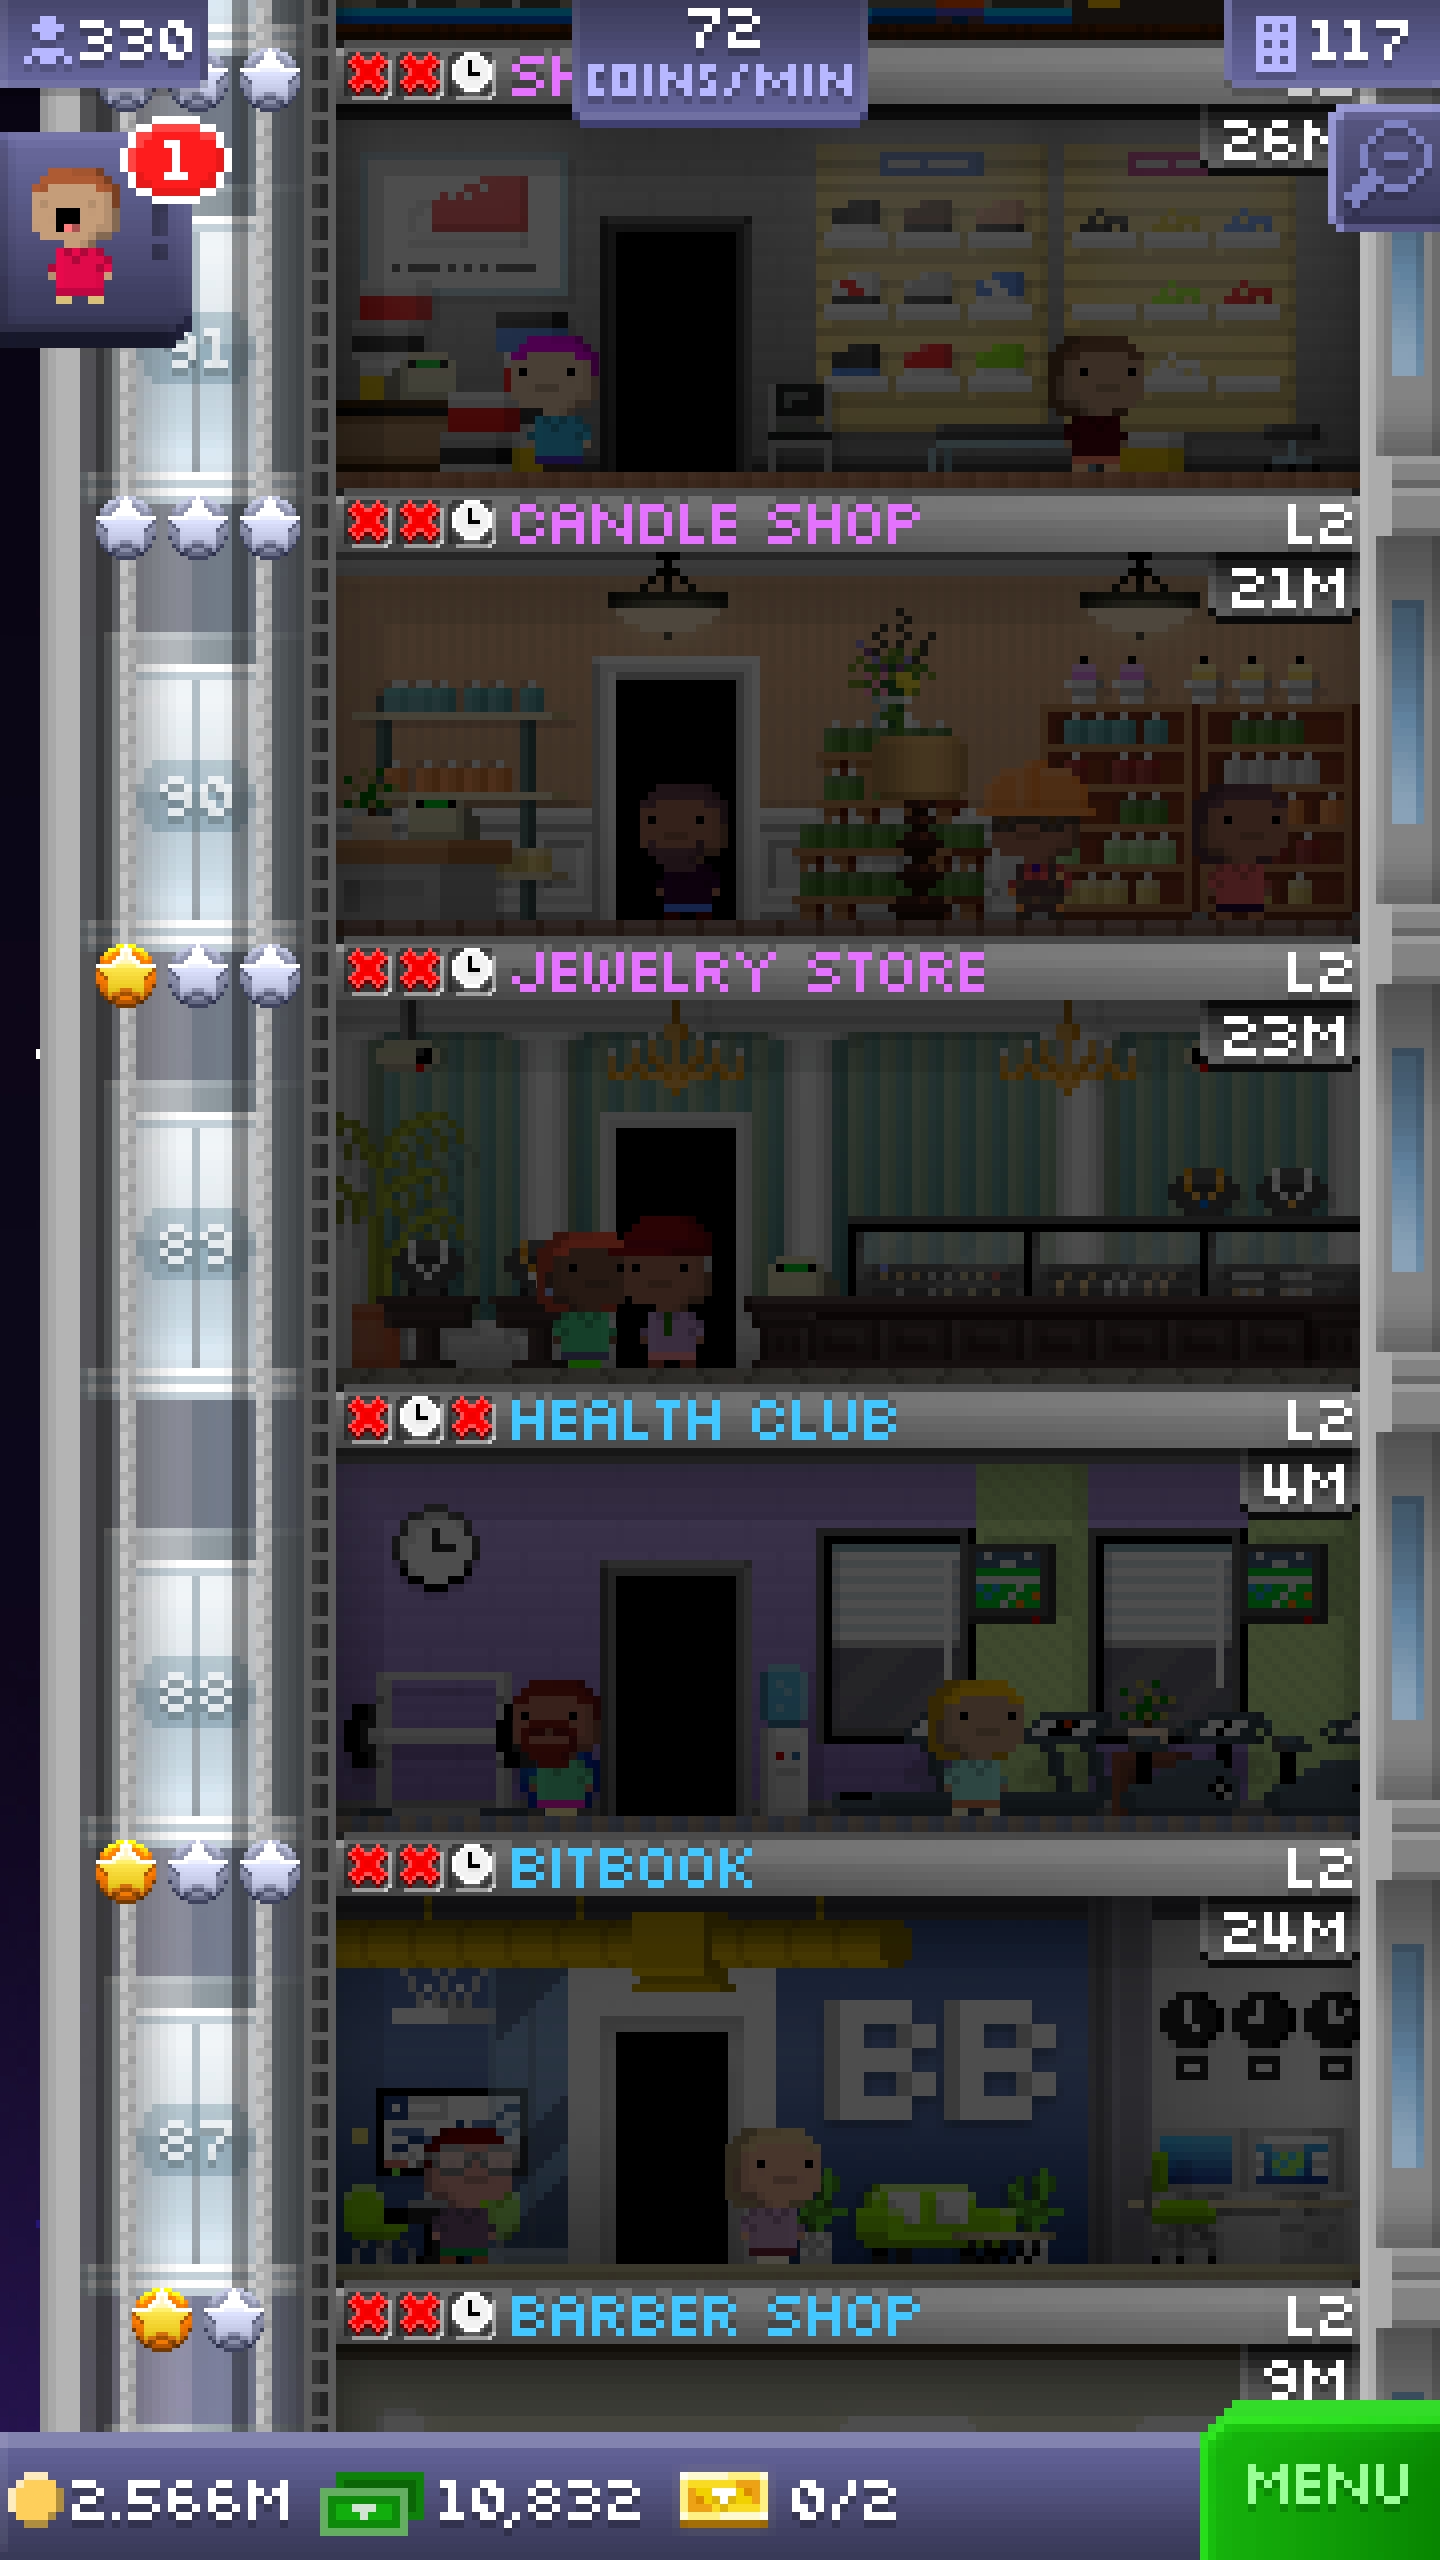 330
72
COINS/MIN
117
SH
26M
1
91
CANDLE SHOP L2
21M
90
JEWELRY STORE L2
23M
89
HEALTH CLUB L2
4M
88
BITBOOK L2
24M
BB
87
BARBER SHOP L2
9M
2.566M 10,832 0/2 MENU